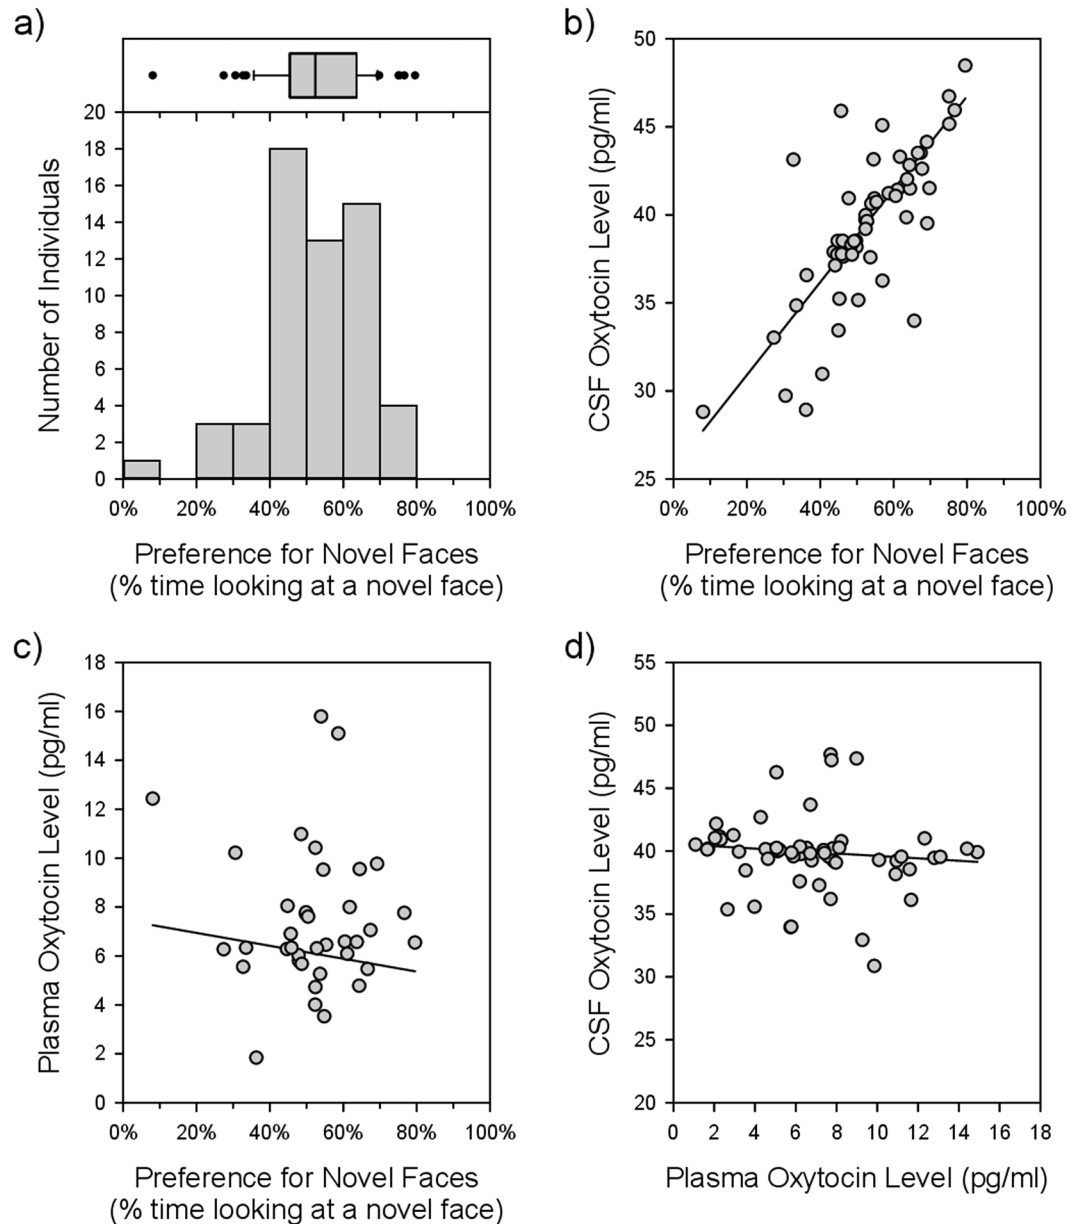 a)
20
18
16
14
12
10
8
6
4
2
0
Number of Individuals
0% 20% 40% 60% 80% 100%
Preference for Novel Faces
(% time looking at a novel face)
b)
50
45
40
35
30
25
CSF Oxytocin Level (pg/ml)
0% 20% 40% 60% 80% 100%
Preference for Novel Faces
(% time looking at a novel face)
c)
18
16
14
12
10
8
6
4
2
0
Plasma Oxytocin Level (pg/ml)
0% 20% 40% 60% 80% 100%
Preference for Novel Faces
(% time looking at a novel face)
d)
55
50
45
40
35
30
25
20
CSF Oxytocin Level (pg/ml)
0 2 4 6 8 10 12 14 16 18
Plasma Oxytocin Level (pg/ml)